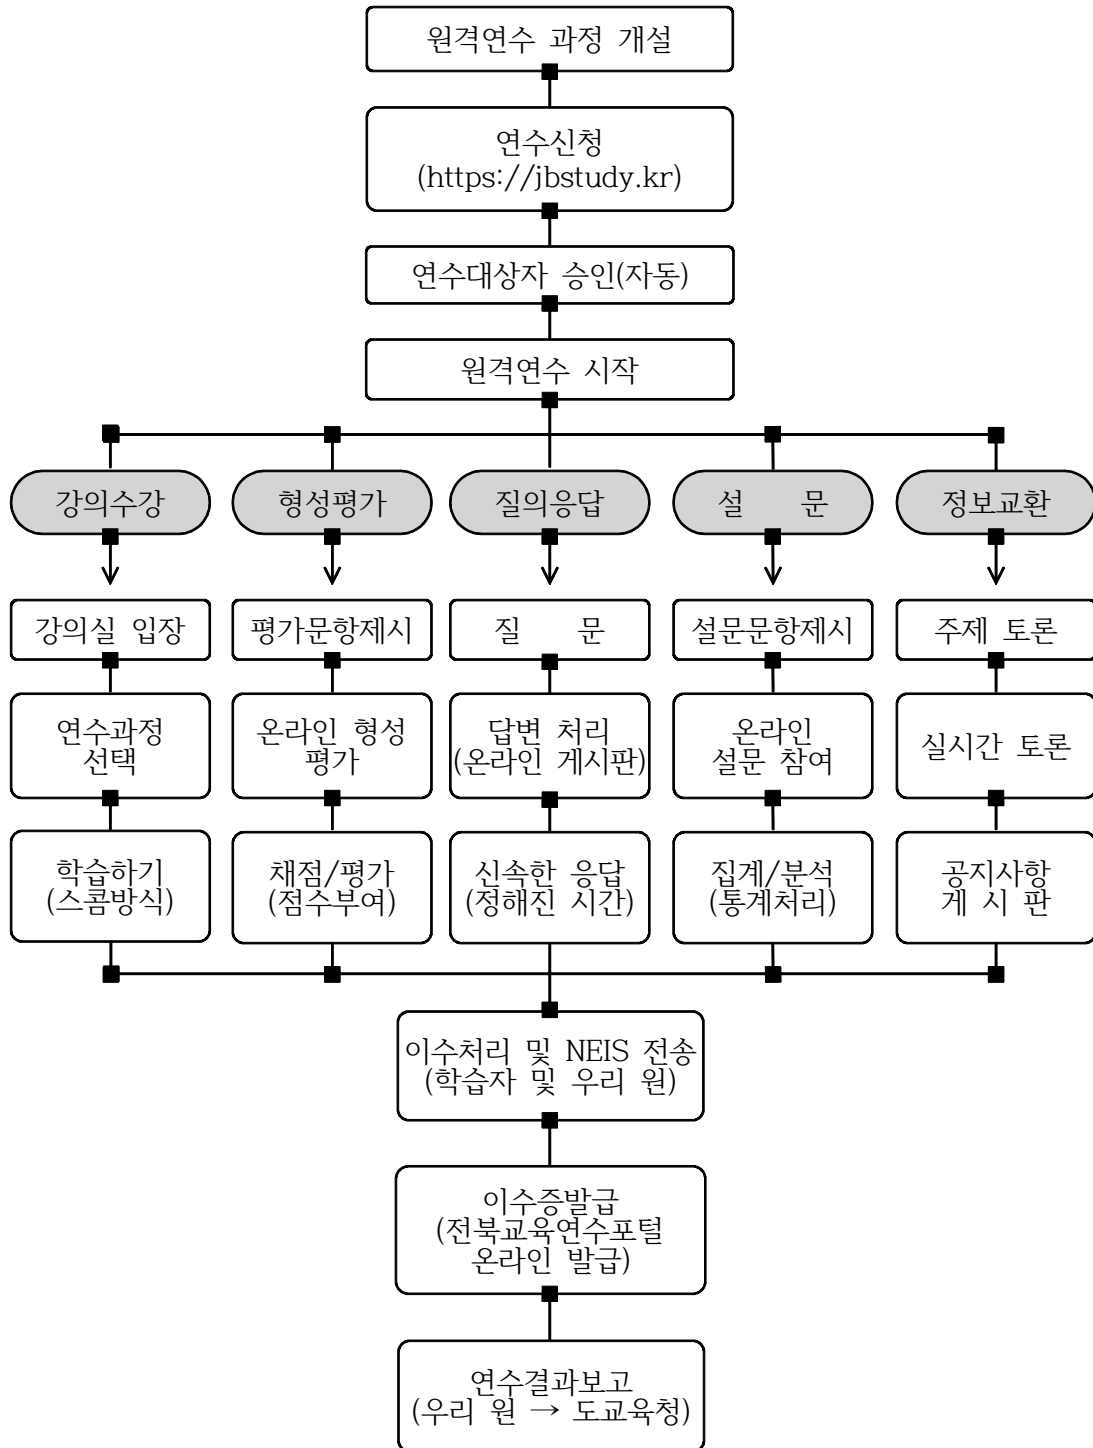 원격연수 과정 개설
연수신청
(https://jbstudy.kr)
연수대상자 승인(자동)
원격연수 시작
강의수강
형성평가
질의응답
설 문
정보교환
강의실 입장
평가문항제시
질 문
설문문항제시
주제 토론
연수과정
선택
온라인 형성
평가
답변 처리
(온라인 게시판)
온라인
설문 참여
실시간 토론
학습하기
(스콤방식)
채점/평가
(점수부여)
신속한 응답
(정해진 시간)
집계/분석
(통계처리)
공지사항
게 시 판
이수처리 및 NEIS 전송
(학습자 및 우리 원)
이수증발급
(전북교육연수포털
온라인 발급)
연수결과보고
(우리 원 → 도교육청)